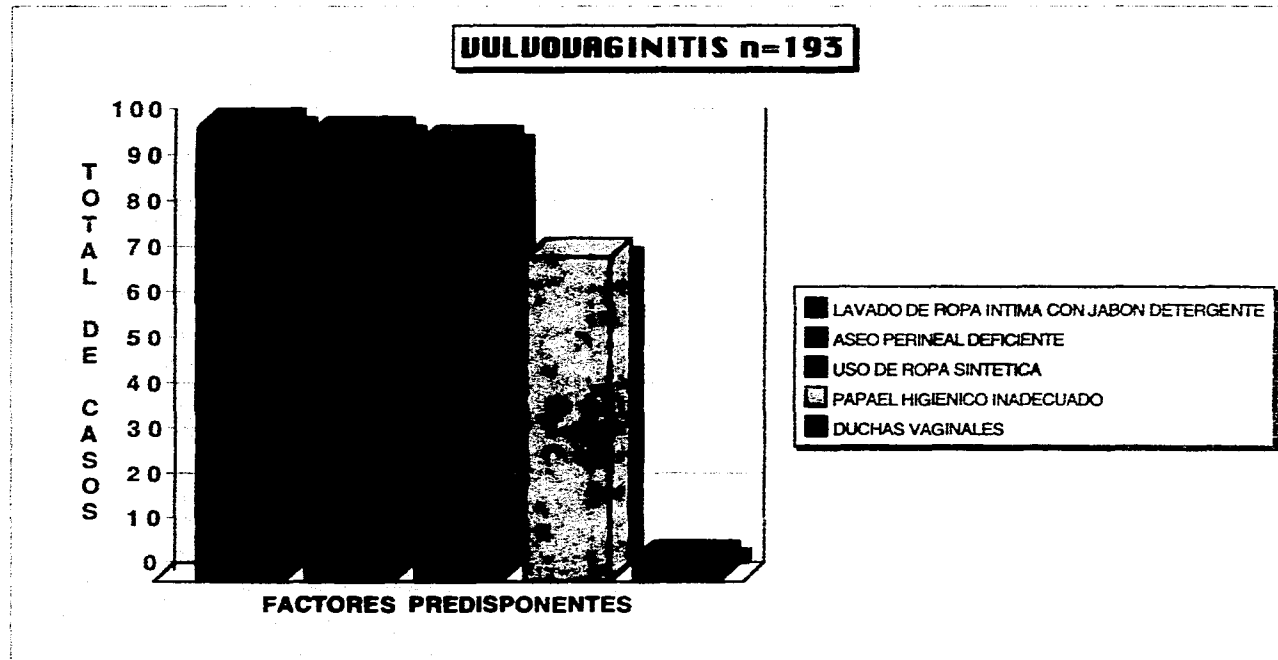 VULVOVAGINITIS n=193
100
90
80
70
60
50
40
30
20
10
0
TOTAL DE CASOS
FACTORES PREDISPONENTES
LAVADO DE ROPA INTIMA CON JABON DETERGENTE
ASEO PERINEAL DEFICIENTE
USO DE ROPA SINTETICA
PAPAEL HIGIENICO INADECUADO
DUCHAS VAGINALES